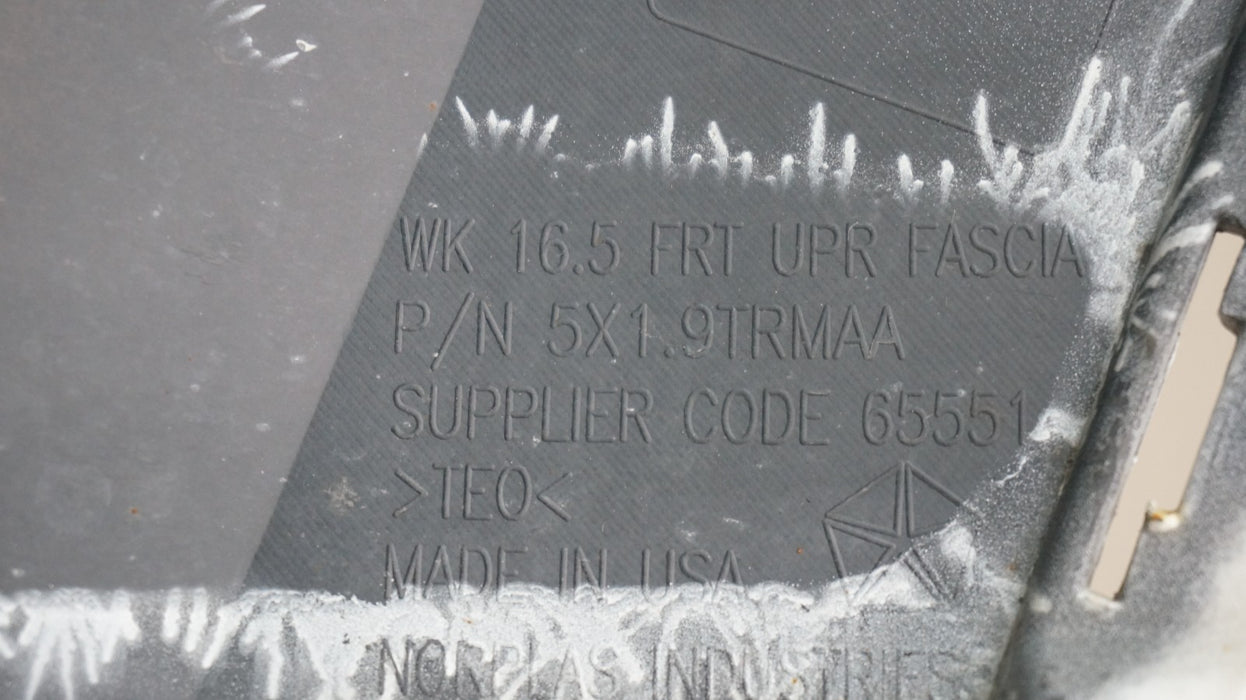 WK 16.5 FRT UPR FASCIA
P/N 5X1.9TRMAA
SUPPLIER CODE 65551
>TEO<
MADE IN USA
NORPLAS INDUSTRIES